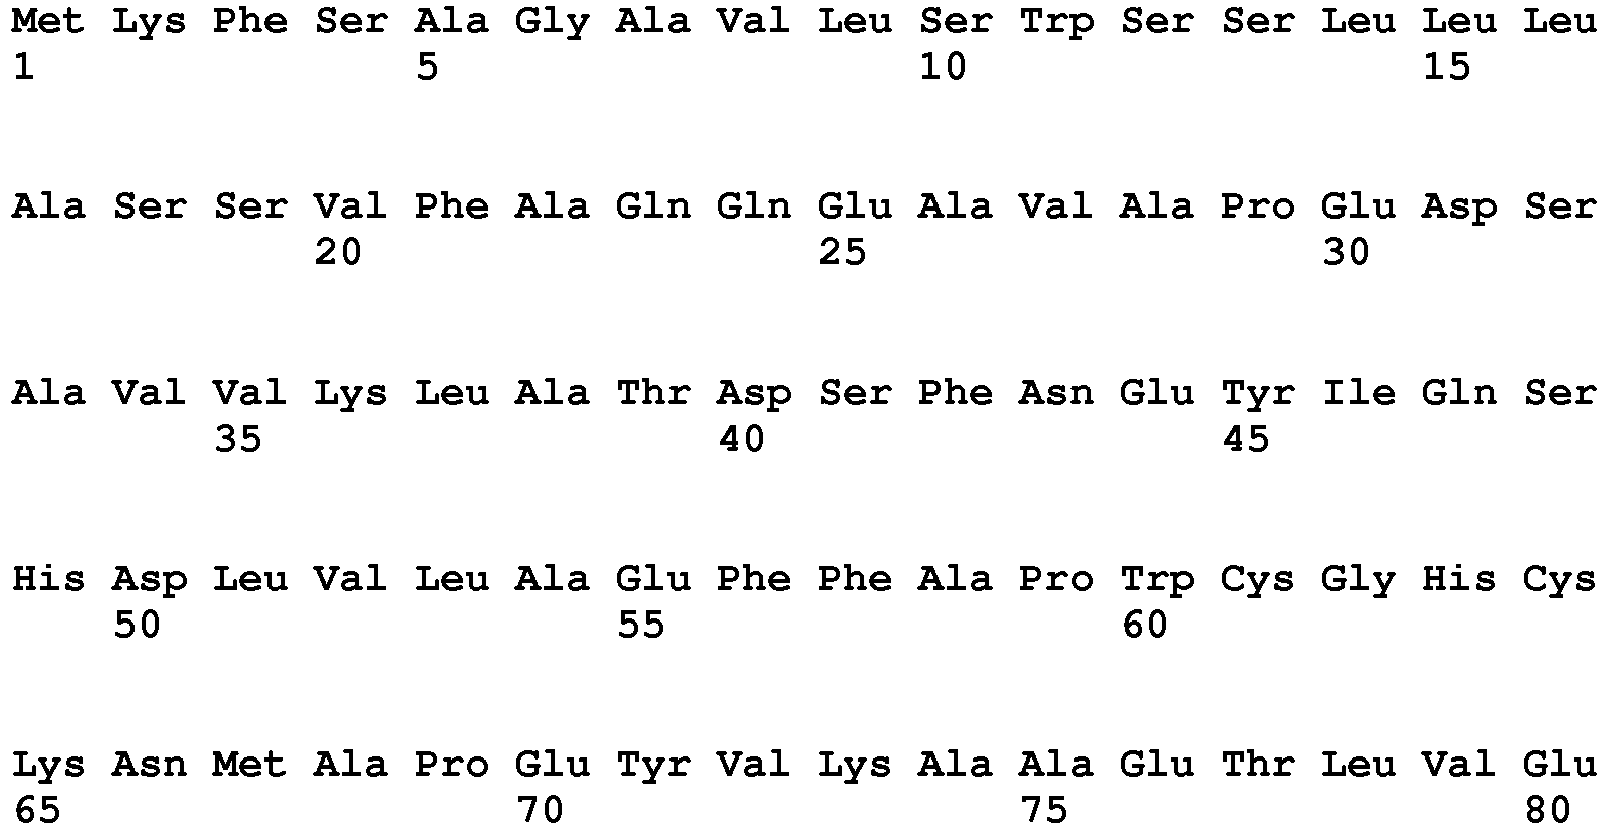 Met Lys Phe Ser Ala Gly Ala Val Leu Ser Trp Ser Ser Leu Leu Leu
1 5 10 15
Ala Ser Ser Val Phe Ala Gln Gln Glu Ala Val Ala Pro Glu Asp Ser
20 25 30
Ala Val Val Lys Leu Ala Thr Asp Ser Phe Asn Glu Tyr Ile Gln Ser
35 40 45
His Asp Leu Val Leu Ala Glu Phe Phe Ala Pro Trp Cys Gly His Cys
50 55 60
Lys Asn Met Ala Pro Glu Tyr Val Lys Ala Ala Glu Thr Leu Val Glu
65 70 75 80